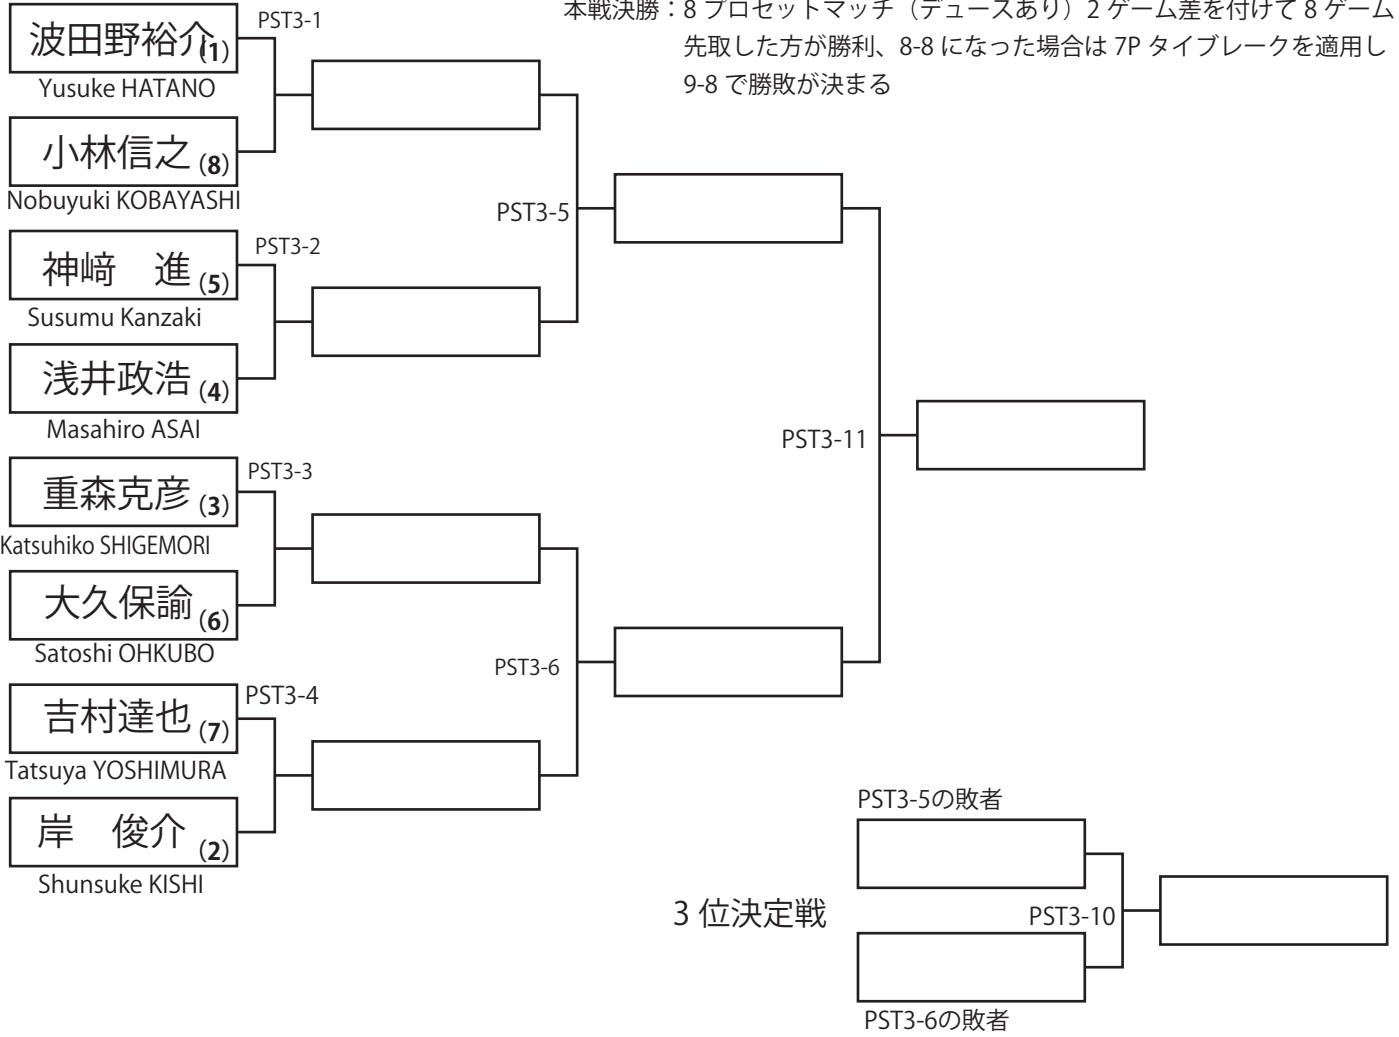 本戦決勝：8 プロセットマッチ（デュースあり）2 ゲーム差を付けて 8 ゲーム
先取した方が勝利、8-8 になった場合は 7P タイブレークを適用し
9-8 で勝敗が決まる
PST3-1
波田野裕介(1)
Yusuke HATANO
小林信之(8)
Nobuyuki KOBAYASHI
PST3-5
PST3-2
神﨑　進(5)
Susumu Kanzaki
浅井政浩(4)
Masahiro ASAI
PST3-11
PST3-3
重森克彦(3)
Katsuhiko SHIGEMORI
大久保諭(6)
Satoshi OHKUBO
PST3-6
PST3-4
吉村達也(7)
Tatsuya YOSHIMURA
岸　俊介(2)
Shunsuke KISHI
PST3-5の敗者
3 位決定戦
PST3-10
PST3-6の敗者